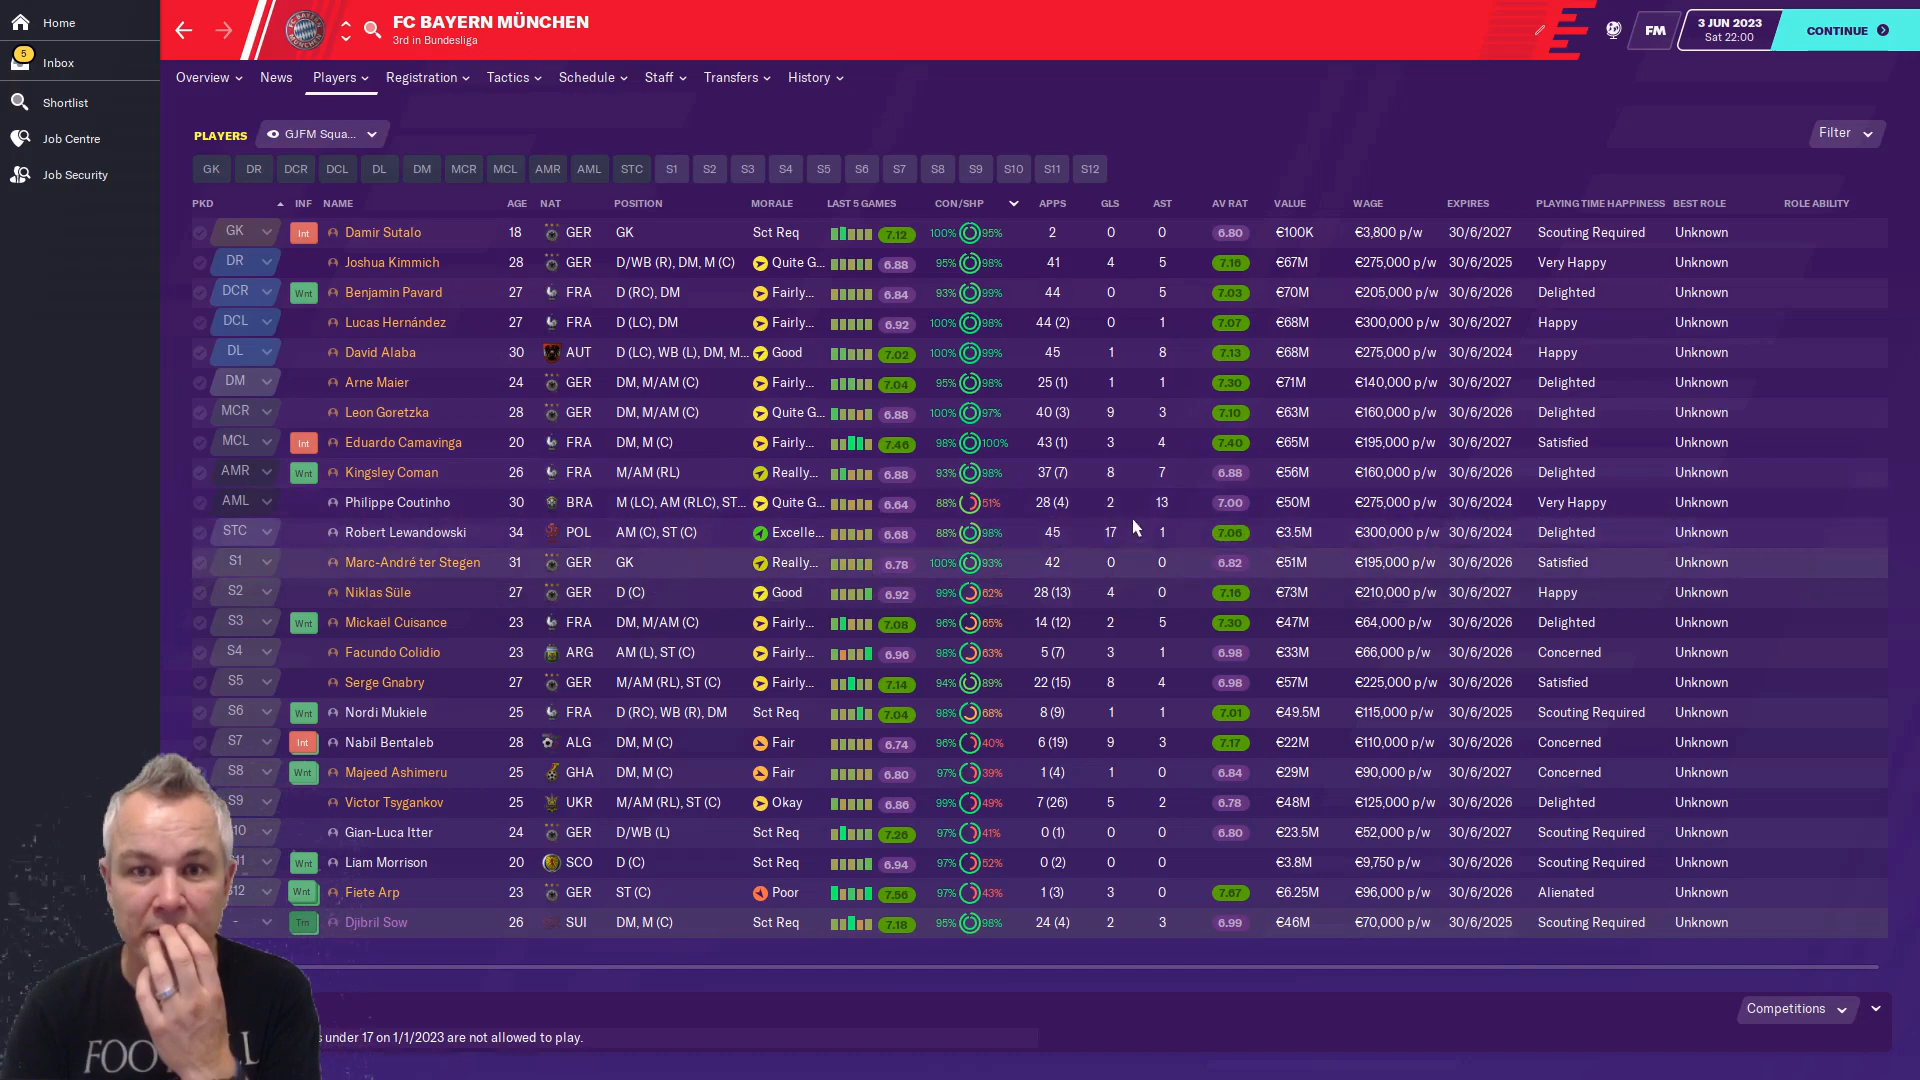 Home
5
Inbox
Shortlist
Job Centre
Job Security
FC BAYERN MÜNCHEN
3rd in Bundesliga
FM
3 JUN 2023
Sat 22:00
CONTINUE
Overview News Players Registration Tactics Schedule Staff Transfers History
PLAYERS GJFM Squa... Filter
GK DR DCR DCL DL DM MCR MCL AMR AML STC S1 S2 S3 S4 S5 S6 S7 S8 S9 S10 S11 S12
PKD INF NAME AGE NAT POSITION MORALE LAST 5 GAMES CON/SHP APPS GLS AST AV RAT VALUE WAGE EXPIRES PLAYING TIME HAPPINESS BEST ROLE ROLE ABILITY
GK Int Damir Sutalo 18 GER GK Sct Req 7.12 100% 95% 2 0 0 6.80 €100K €3,800 p/w 30/6/2027 Scouting Required Unknown
DR Joshua Kimmich 28 GER D/WB (R), DM, M (C) Quite G... 6.88 95% 98% 41 4 5 7.16 €67M €275,000 p/w 30/6/2025 Very Happy Unknown
DCR Wnt Benjamin Pavard 27 FRA D (RC), DM Fairly... 6.84 93% 99% 44 0 5 7.03 €70M €205,000 p/w 30/6/2026 Delighted Unknown
DCL Lucas Hernández 27 FRA D (LC), DM Fairly... 6.92 100% 98% 44 (2) 0 1 7.07 €68M €300,000 p/w 30/6/2027 Happy Unknown
DL David Alaba 30 AUT D (LC), WB (L), DM, M... Good 7.02 100% 99% 45 1 8 7.13 €68M €275,000 p/w 30/6/2024 Happy Unknown
DM Arne Maier 24 GER DM, M/AM (C) Fairly... 7.04 95% 98% 25 (1) 1 1 7.30 €71M €140,000 p/w 30/6/2027 Delighted Unknown
MCR Leon Goretzka 28 GER DM, M/AM (C) Quite G... 6.88 100% 97% 40 (3) 9 3 7.10 €63M €160,000 p/w 30/6/2026 Delighted Unknown
MCL Int Eduardo Camavinga 20 FRA DM, M (C) Fairly... 7.46 98% 100% 43 (1) 3 4 7.40 €65M €195,000 p/w 30/6/2027 Satisfied Unknown
AMR Wnt Kingsley Coman 26 FRA M/AM (RL) Really... 6.88 93% 98% 37 (7) 8 7 6.88 €56M €160,000 p/w 30/6/2026 Delighted Unknown
AML Philippe Coutinho 30 BRA M (LC), AM (RLC), ST... Quite G... 6.64 88% 51% 28 (4) 2 13 7.00 €50M €275,000 p/w 30/6/2024 Very Happy Unknown
STC Robert Lewandowski 34 POL AM (C), ST (C) Excelle... 6.68 88% 98% 45 17 1 7.06 €3.5M €300,000 p/w 30/6/2024 Delighted Unknown
S1 Marc-André ter Stegen 31 GER GK Really... 6.78 100% 93% 42 0 0 6.82 €51M €195,000 p/w 30/6/2026 Satisfied Unknown
S2 Niklas Süle 27 GER D (C) Good 6.92 99% 62% 28 (13) 4 0 7.16 €73M €210,000 p/w 30/6/2027 Happy Unknown
S3 Wnt Mickaël Cuisance 23 FRA DM, M/AM (C) Fairly... 7.08 96% 65% 14 (12) 2 5 7.30 €47M €64,000 p/w 30/6/2026 Delighted Unknown
S4 Facundo Colidio 23 ARG AM (L), ST (C) Fairly... 6.96 98% 63% 5 (7) 3 1 6.98 €33M €66,000 p/w 30/6/2026 Concerned Unknown
S5 Serge Gnabry 27 GER M/AM (RL), ST (C) Fairly... 7.14 94% 89% 22 (15) 8 4 6.98 €57M €225,000 p/w 30/6/2026 Satisfied Unknown
S6 Wnt Nordi Mukiele 25 FRA D (RC), WB (R), DM Sct Req 7.04 98% 68% 8 (9) 1 1 7.01 €49.5M €115,000 p/w 30/6/2025 Scouting Required Unknown
S7 Int Nabil Bentaleb 28 ALG DM, M (C) Fair 6.74 96% 40% 6 (19) 9 3 7.17 €22M €110,000 p/w 30/6/2026 Concerned Unknown
S8 Wnt Majeed Ashimeru 25 GHA DM, M (C) Fair 6.80 97% 39% 1 (4) 1 0 6.84 €29M €90,000 p/w 30/6/2027 Concerned Unknown
S9 Victor Tsygankov 25 UKR M/AM (RL), ST (C) Okay 6.86 99% 49% 7 (26) 5 2 6.78 €48M €125,000 p/w 30/6/2026 Delighted Unknown
10 Gian-Luca Itter 24 GER D/WB (L) Sct Req 7.26 97% 41% 0 (1) 0 0 6.80 €23.5M €52,000 p/w 30/6/2027 Scouting Required Unknown
11 Wnt Liam Morrison 20 SCO D (C) Sct Req 6.94 97% 52% 0 (2) 0 0 €3.8M €9,750 p/w 30/6/2026 Scouting Required Unknown
12 Wnt Fiete Arp 23 GER ST (C) Poor 7.56 97% 43% 1 (3) 3 0 7.67 €6.25M €96,000 p/w 30/6/2026 Alienated Unknown
- Trn Djibril Sow 26 SUI DM, M (C) Sct Req 7.18 95% 98% 24 (4) 2 3 6.99 €46M €70,000 p/w 30/6/2025 Scouting Required Unknown
Competitions
under 17 on 1/1/2023 are not allowed to play.